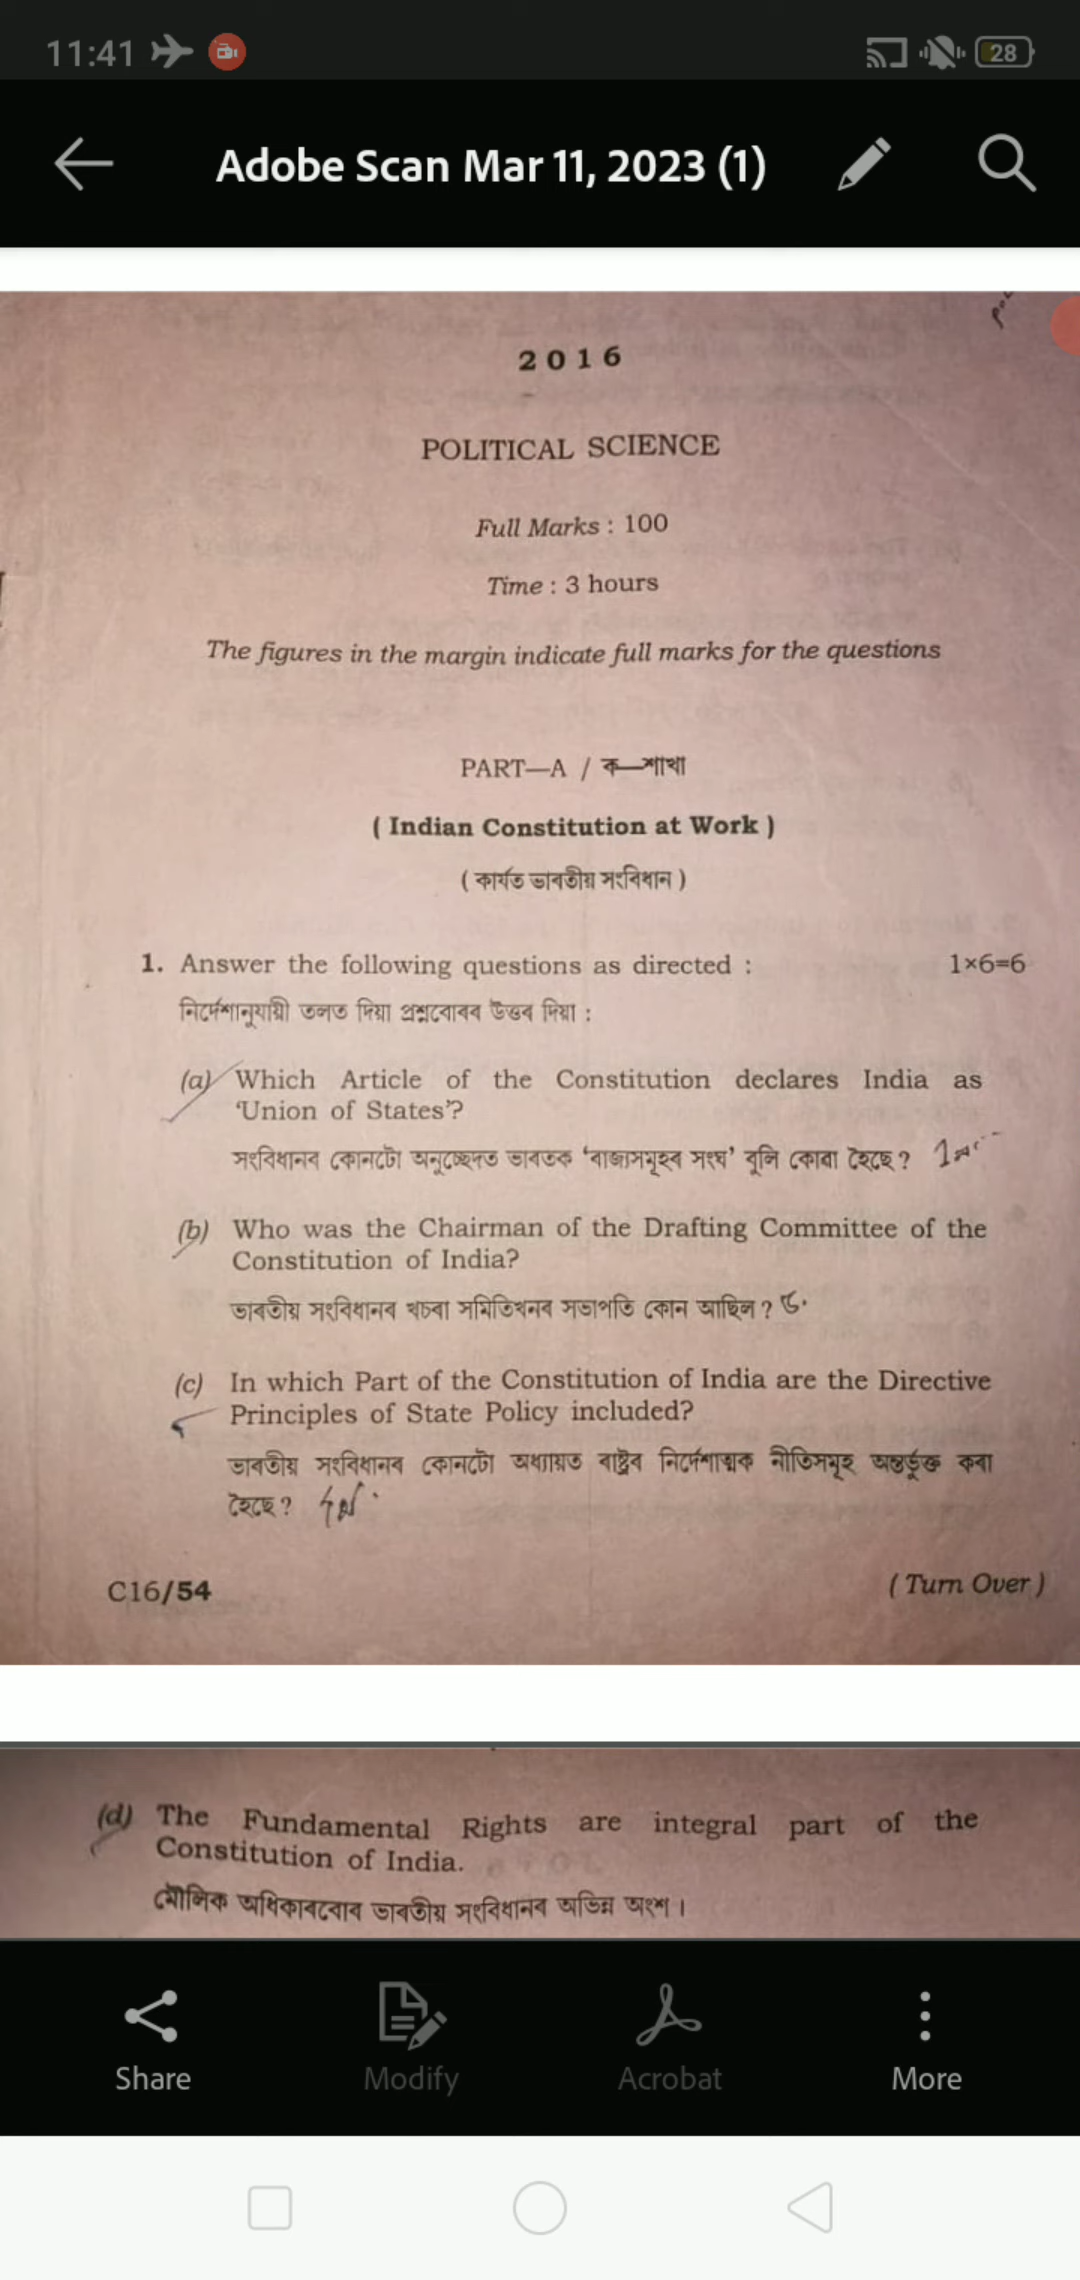 11:41
28
Adobe Scan Mar 11, 2023 (1)
2016
POLITICAL SCIENCE
Full Marks : 100
Time : 3 hours
The figures in the margin indicate full marks for the questions
PART—A / ক—শাখা
( Indian Constitution at Work )
( কাৰ্যত ভাৰতীয় সংবিধান )
1. Answer the following questions as directed : 1×6=6
নিৰ্দেশানুযায়ী তলত দিয়া প্ৰশ্নবোৰৰ উত্তৰ দিয়া :
(a) Which Article of the Constitution declares India as
‘Union of States’?
সংবিধানৰ কোনটো অনুচ্ছেদত ভাৰতক ‘ৰাজ্যসমূহৰ সংঘ’ বুলি কোৱা হৈছে ?
(b) Who was the Chairman of the Drafting Committee of the
Constitution of India?
ভাৰতীয় সংবিধানৰ খচৰা সমিতিখনৰ সভাপতি কোন আছিল ?
(c) In which Part of the Constitution of India are the Directive
Principles of State Policy included?
ভাৰতীয় সংবিধানৰ কোনটো অধ্যায়ত ৰাষ্ট্ৰৰ নিৰ্দেশাত্মক নীতিসমূহ অন্তৰ্ভুক্ত কৰা
হৈছে ?
C16/54 ( Turn Over )
(d) The Fundamental Rights are integral part of the
Constitution of India.
মৌলিক অধিকাৰবোৰ ভাৰতীয় সংবিধানৰ অভিন্ন অংশ ।
Share Modify Acrobat More